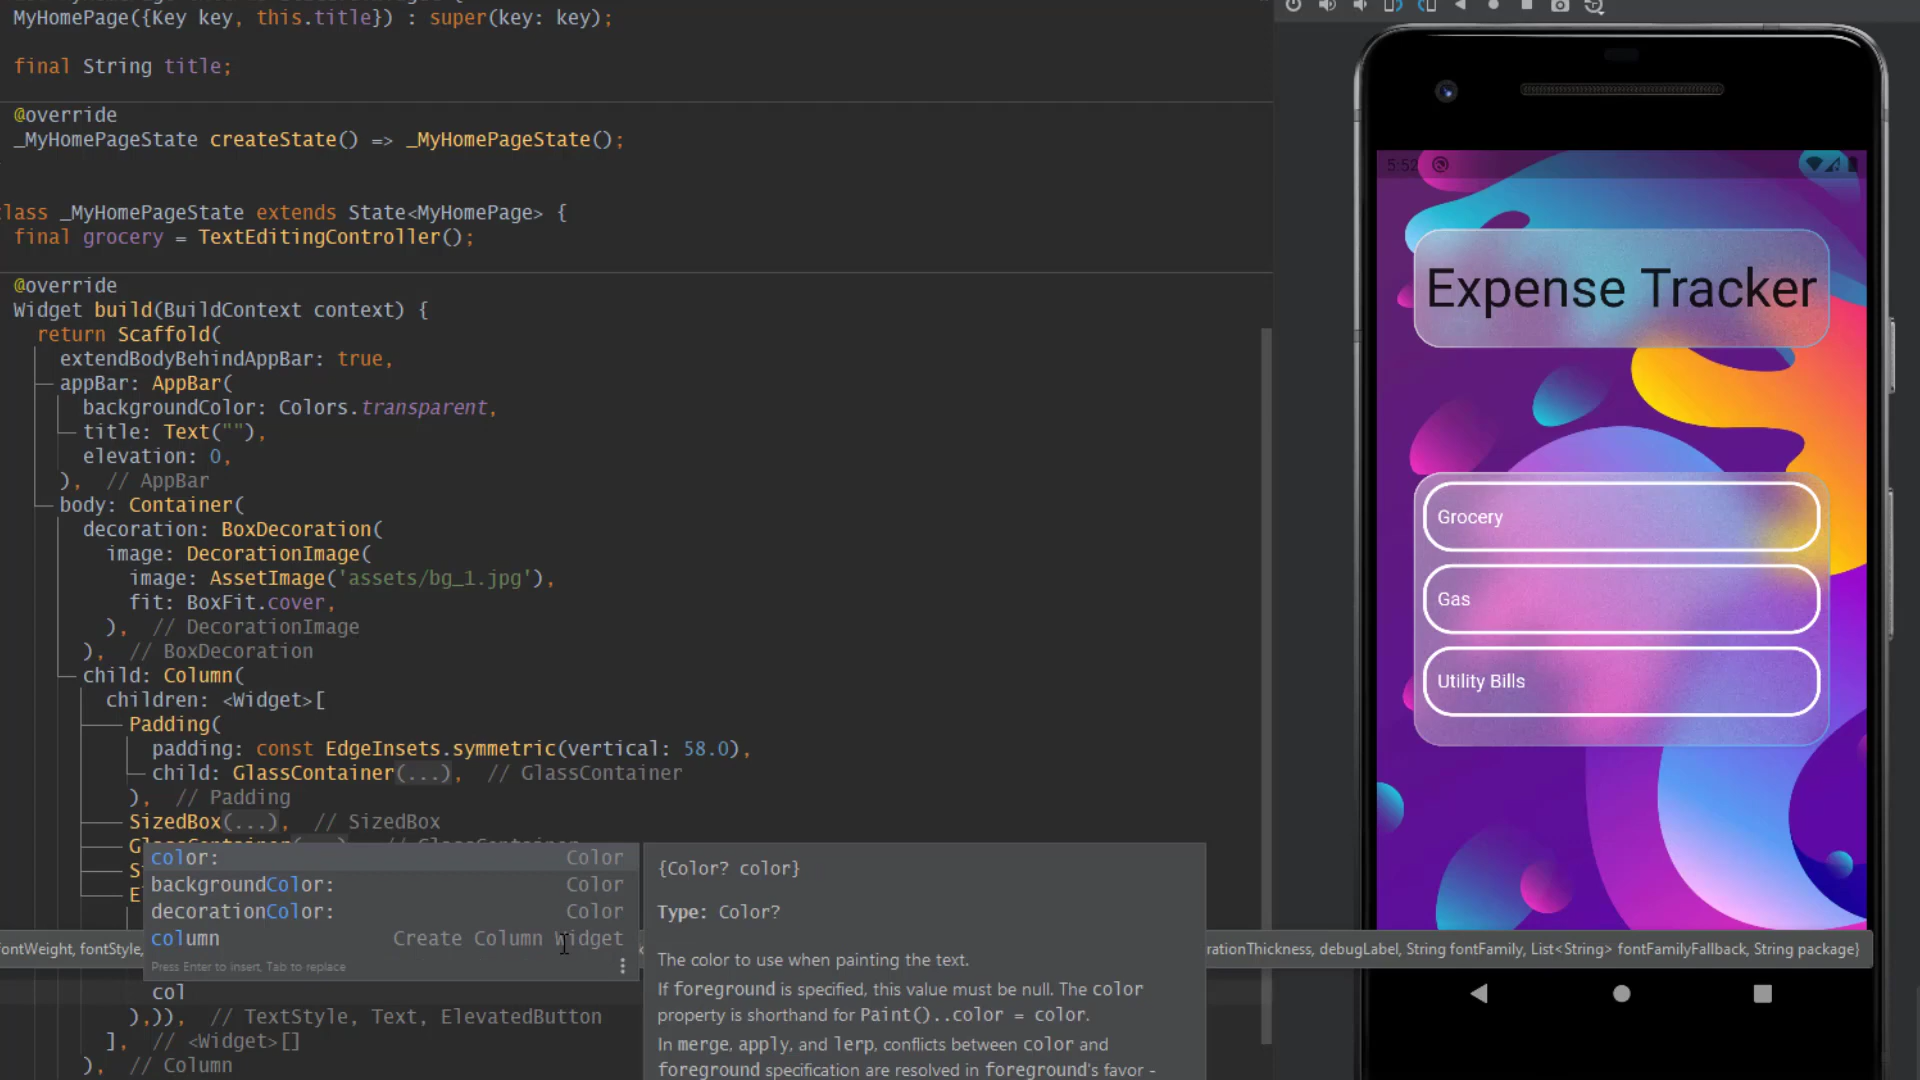 MyHomePage({Key key, this.title}) : super(key: key);
final String title;
@override
_MyHomePageState createState() => _MyHomePageState();
lass _MyHomePageState extends State<MyHomePage> {
final grocery = TextEditingController();
@override
Widget build(BuildContext context) {
return Scaffold(
extendBodyBehindAppBar: true,
appBar: AppBar(
backgroundColor: Colors.transparent,
title: Text(""),
elevation: 0,
), // AppBar
body: Container(
decoration: BoxDecoration(
image: DecorationImage(
image: AssetImage('assets/bg_1.jpg'),
fit: BoxFit.cover,
), // DecorationImage
), // BoxDecoration
child: Column(
children: <Widget>[
Padding(
padding: const EdgeInsets.symmetric(vertical: 58.0),
child: GlassContainer(...), // GlassContainer
), // Padding
SizedBox(...), // SizedBox
color: Color
backgroundColor: Color
decorationColor: Color
column Create Column Widget
Press Enter to insert, Tab to replace
ontWeight, fontStyle,
col
),)), // TextStyle, Text, ElevatedButton
], // <Widget>[]
), // Column
{Color? color}
Type: Color?
The color to use when painting the text.
If foreground is specified, this value must be null. The color
property is shorthand for Paint()..color = color.
In merge, apply, and lerp, conflicts between color and
foreground specification are resolved in foreground's favor -
rationThickness, debugLabel, String fontFamily, List<String> fontFamilyFallback, String package}
5:52
Expense Tracker
Grocery
Gas
Utility Bills